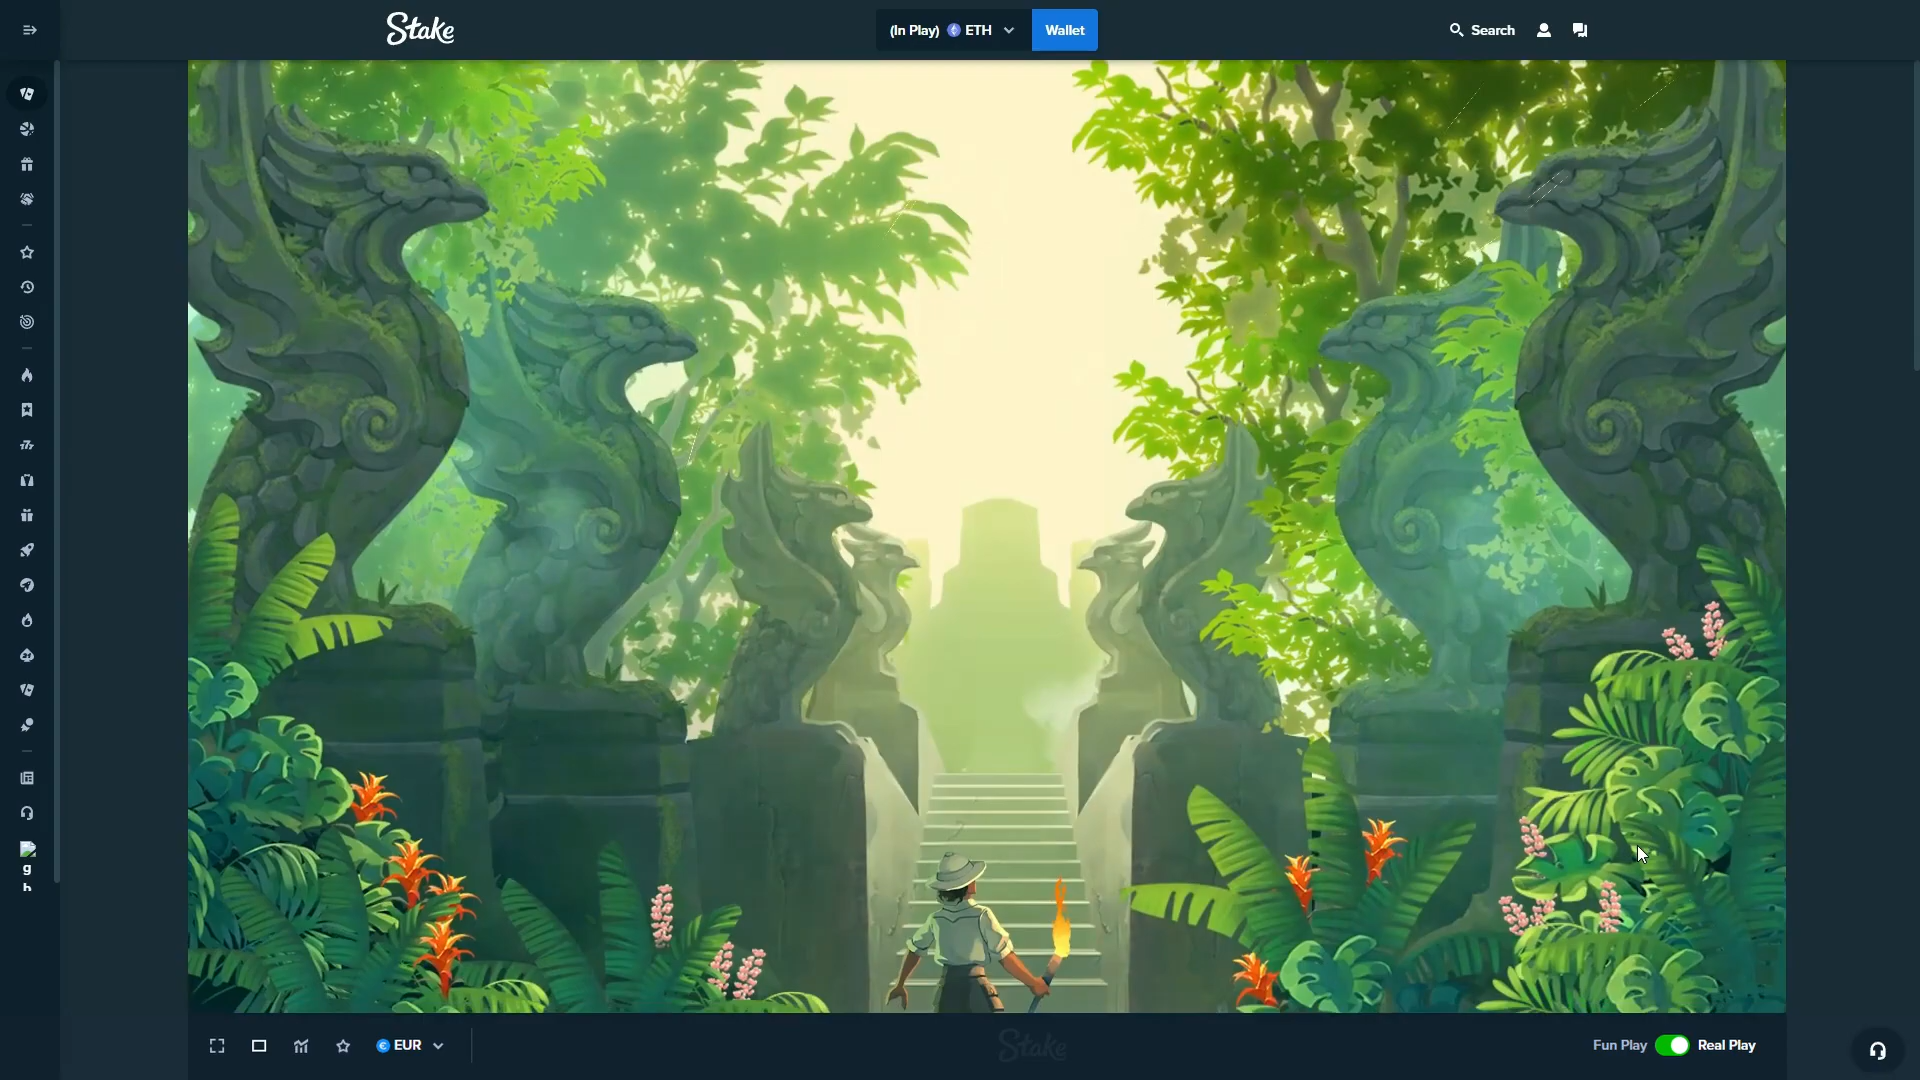 Stake
(In Play) ETH
Wallet
Search
g
b
EUR
Stake
Fun Play
Real Play